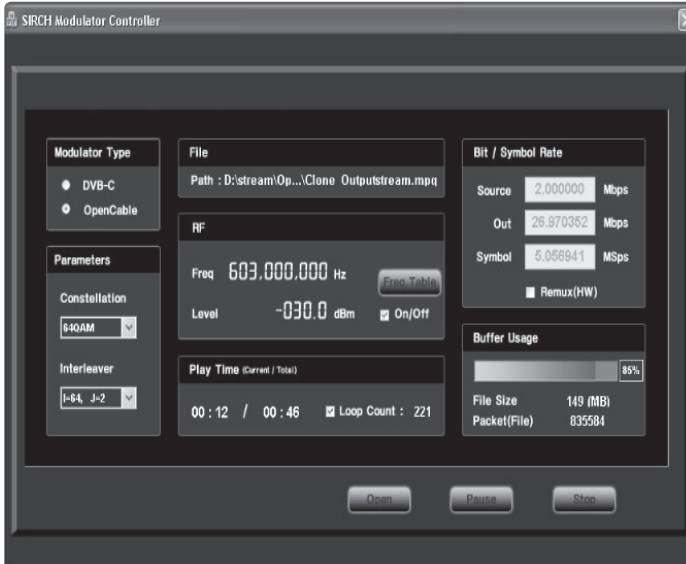 SIRCH Modulator Controller
Modulator Type
DVB-C
OpenCable
Parameters
Constellation
64QAM
Interleaver
I=64, J=2
File
Path : D:\stream\Op...\Clone Outputstream.mpq
RF
Freq 603,000,000 Hz
Freq.Table
Level -030.0 dBm
On/Off
Play Time (Current / Total)
00 : 12 / 00 : 46 Loop Count : 221
Bit / Symbol Rate
Source 2.000000 Mbps
Out 26.970352 Mbps
Symbol 5.056941 MSps
Remux(HW)
Buffer Usage
85%
File Size 149 (MB)
Packet(File) 835584
Open Pause Stop